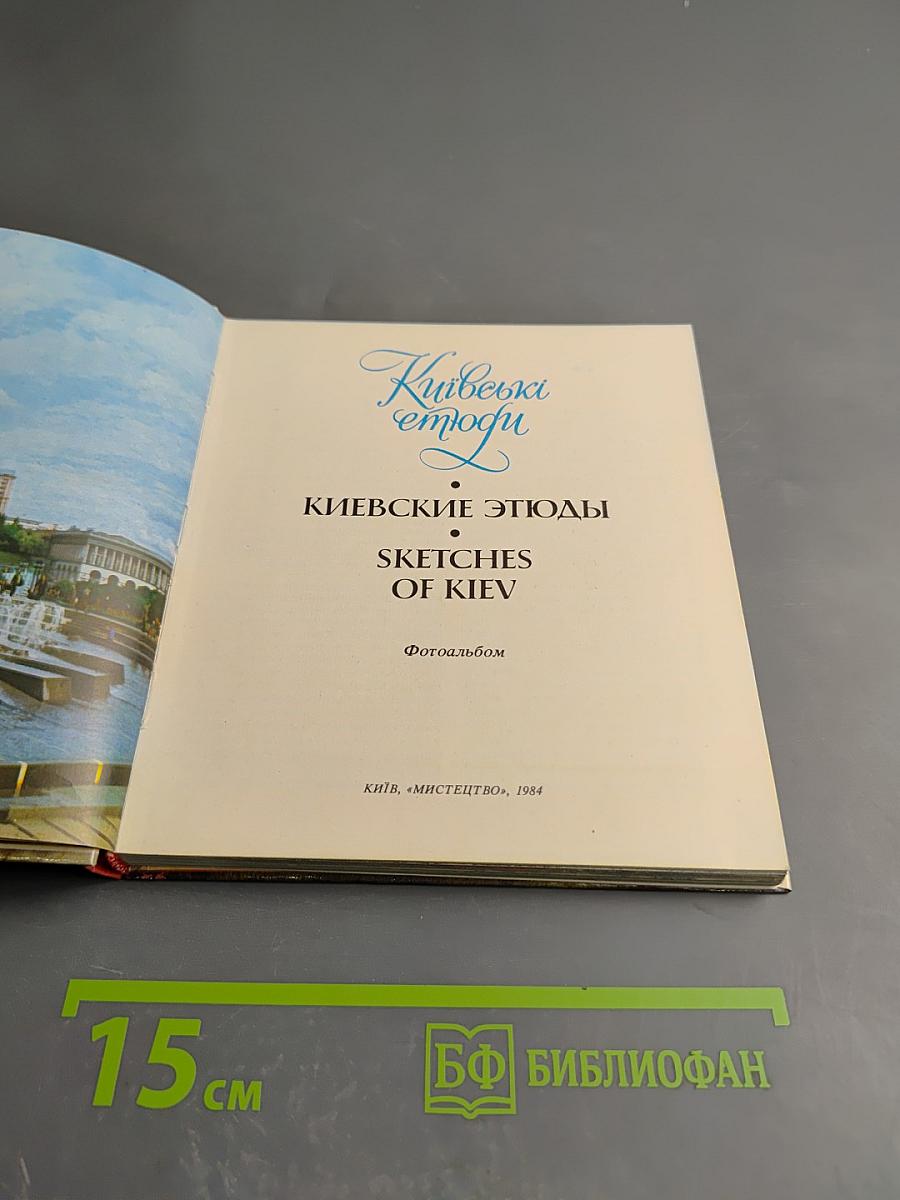 Київські
етюди
•
КИЕВСКИЕ ЭТЮДЫ
•
SKETCHES
OF KIEV
Фотоальбом
КИЇВ, «МИСТЕЦТВО», 1984
15 см
БФ БИБЛИОФАН